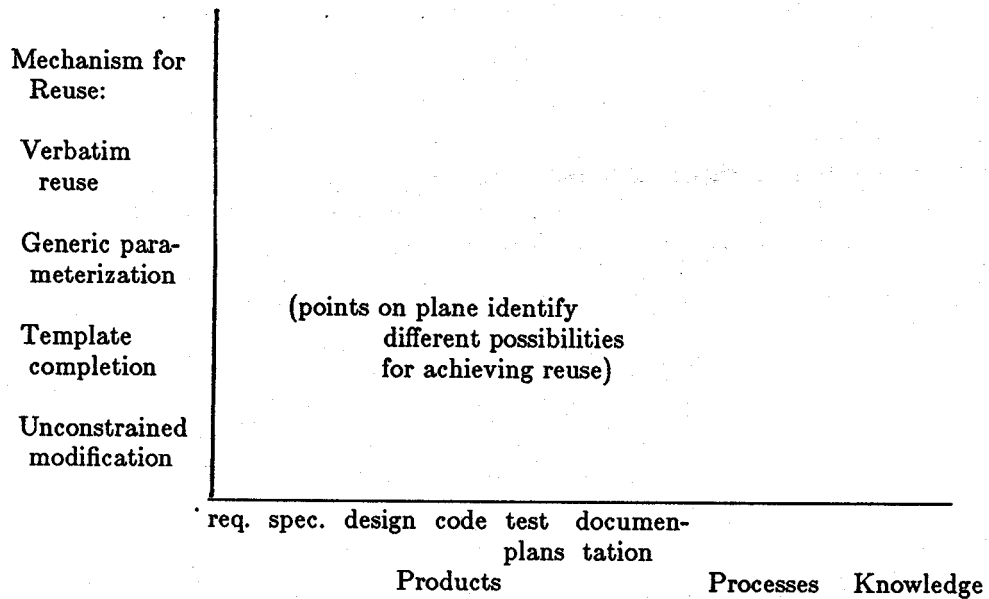 Mechanism for
Reuse:
Verbatim
reuse
Generic para-
meterization
(points on plane identify
different possibilities
for achieving reuse)
Template
completion
Unconstrained
modification
req. spec. design code test documen-
plans tation
Products Processes Knowledge